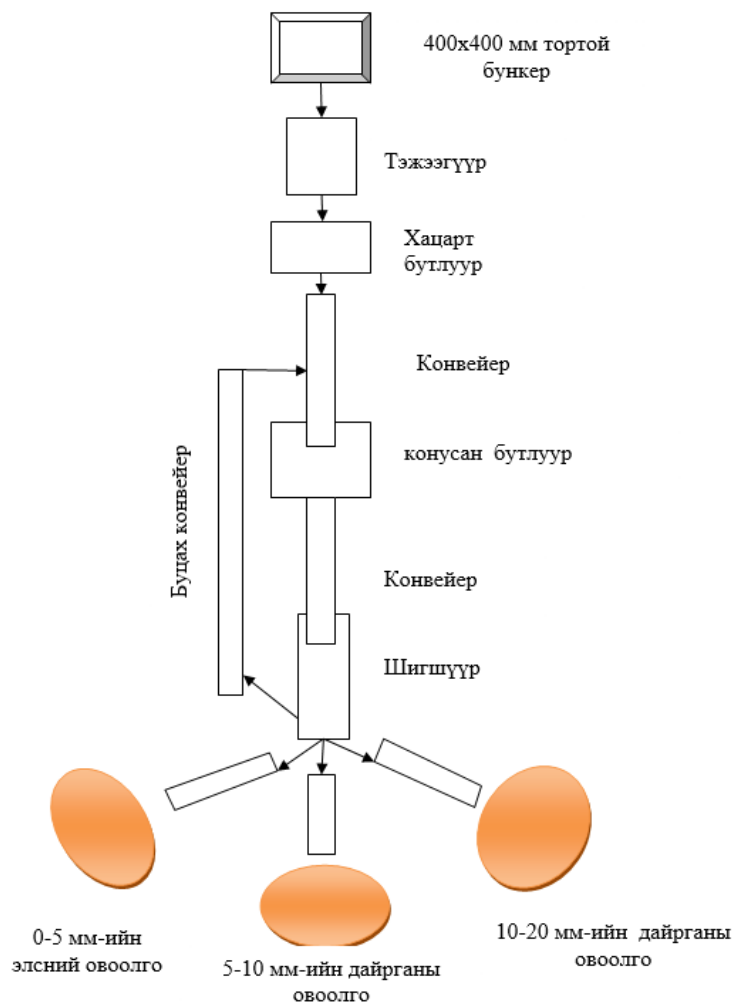 400х400 мм тортой
бункер
Тэжээгүүр
Хацарт
бутлуур
Конвейер
конусан бутлуур
Буцах конвейер
Конвейер
Шигшүүр
0-5 мм-ийн
элсний овоолго
5-10 мм-ийн дайрганы
овоолго
10-20 мм-ийн дайрганы
овоолго